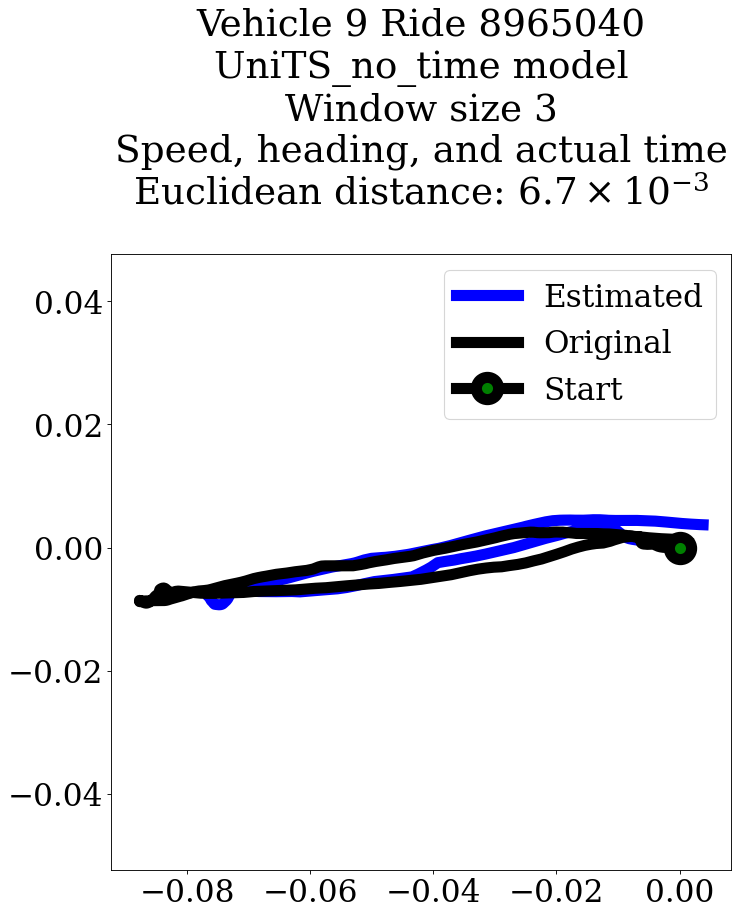 Vehicle 9 Ride 8965040
UniTS_no_time model
Window size 3
Speed, heading, and actual time
Euclidean distance: 6.7 × 10⁻³
Estimated
Original
Start
0.04
0.02
0.00
−0.02
−0.04
−0.08
−0.06
−0.04
−0.02
0.00